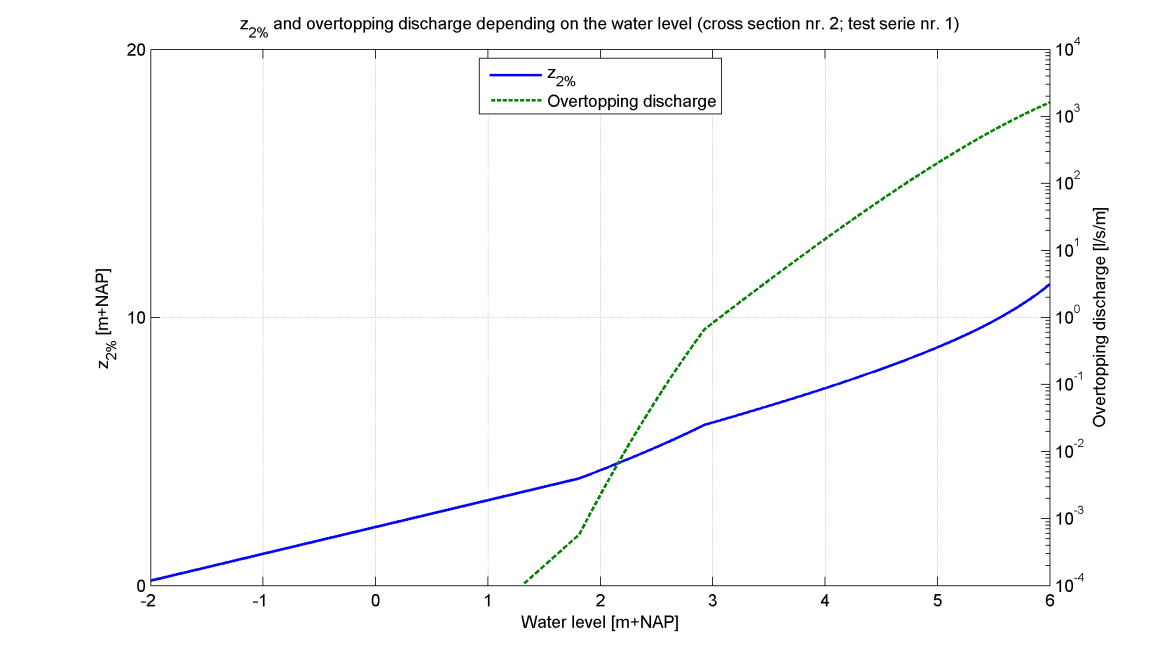 z2% and overtopping discharge depending on the water level (cross section nr. 2; test serie nr. 1)
z2%
Overtopping discharge
20
10
0
z2% [m+NAP]
10^4
10^3
10^2
10^1
10^0
10^-1
10^-2
10^-3
10^-4
Overtopping discharge [l/s/m]
-2 -1 0 1 2 3 4 5 6
Water level [m+NAP]